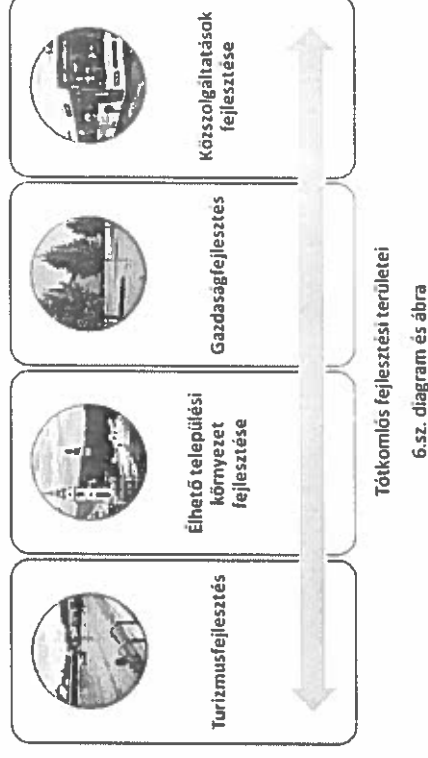 Turizmusfejlesztés
Élhető települési
környezet
fejlesztése
Gazdaságfejlesztés
Közszolgáltatások
fejlesztése
Tótkomlós fejlesztési területei
6.sz. diagram és ábra